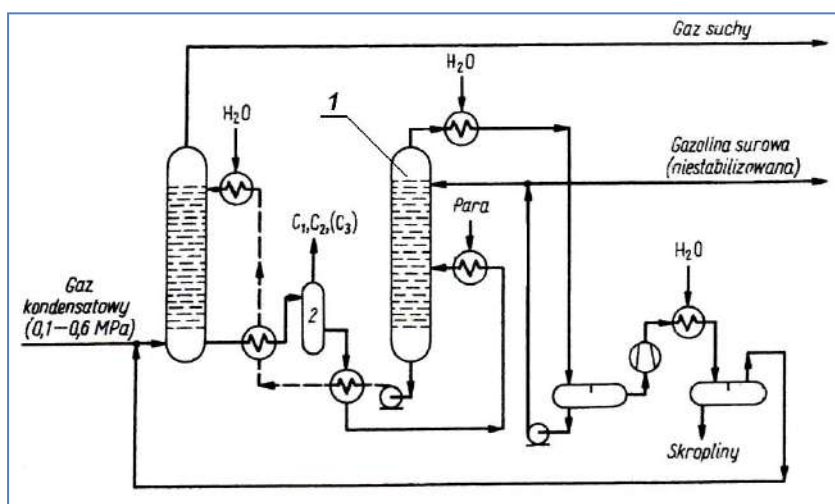 Gaz suchy
H₂O
1
H₂O
Gazolina surowa
(niestabilizowana)
Para
C₁,C₂,(C₃)
H₂O
Gaz
kondensatowy
(0,1—0,6 MPa)
2
Skropliny